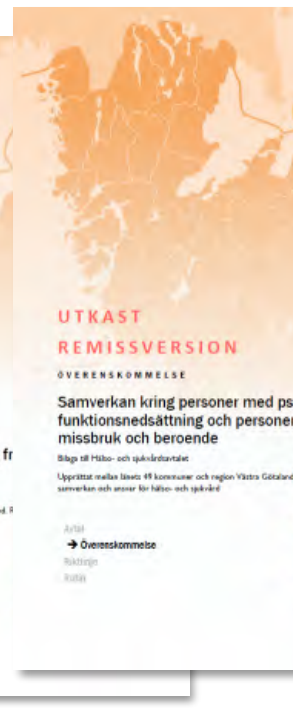 UTKAST
REMISSVERSION
ÖVERENSKOMMELSE
Samverkan kring personer med ps
funktionsnedsättning och personer
missbruk och beroende
Bilaga till Hälso- och sjukvårdsavtalet
Upprättat mellan länets 49 kommuner och region Västra Götaland
samverkan och ansvar för hälso- och sjukvård
Avtal
➔ Överenskommelse
Riktlinje
Rutin
fr